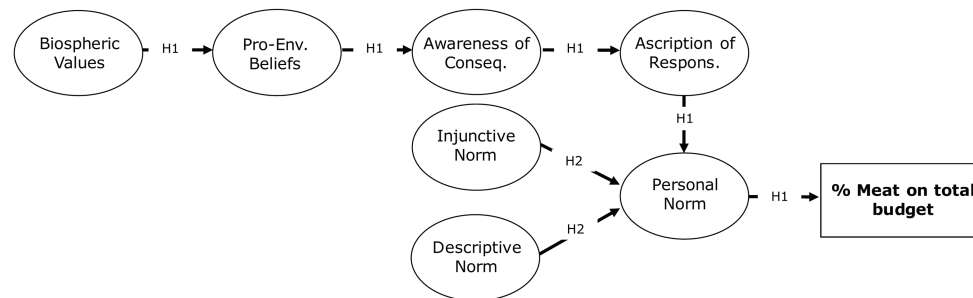 Biospheric
Values
H1
Pro-Env.
Beliefs
H1
Awareness of
Conseq.
H1
Ascription of
Respons.
H1
Injunctive
Norm
H2
Personal
Norm
H1
% Meat on total
budget
Descriptive
Norm
H2